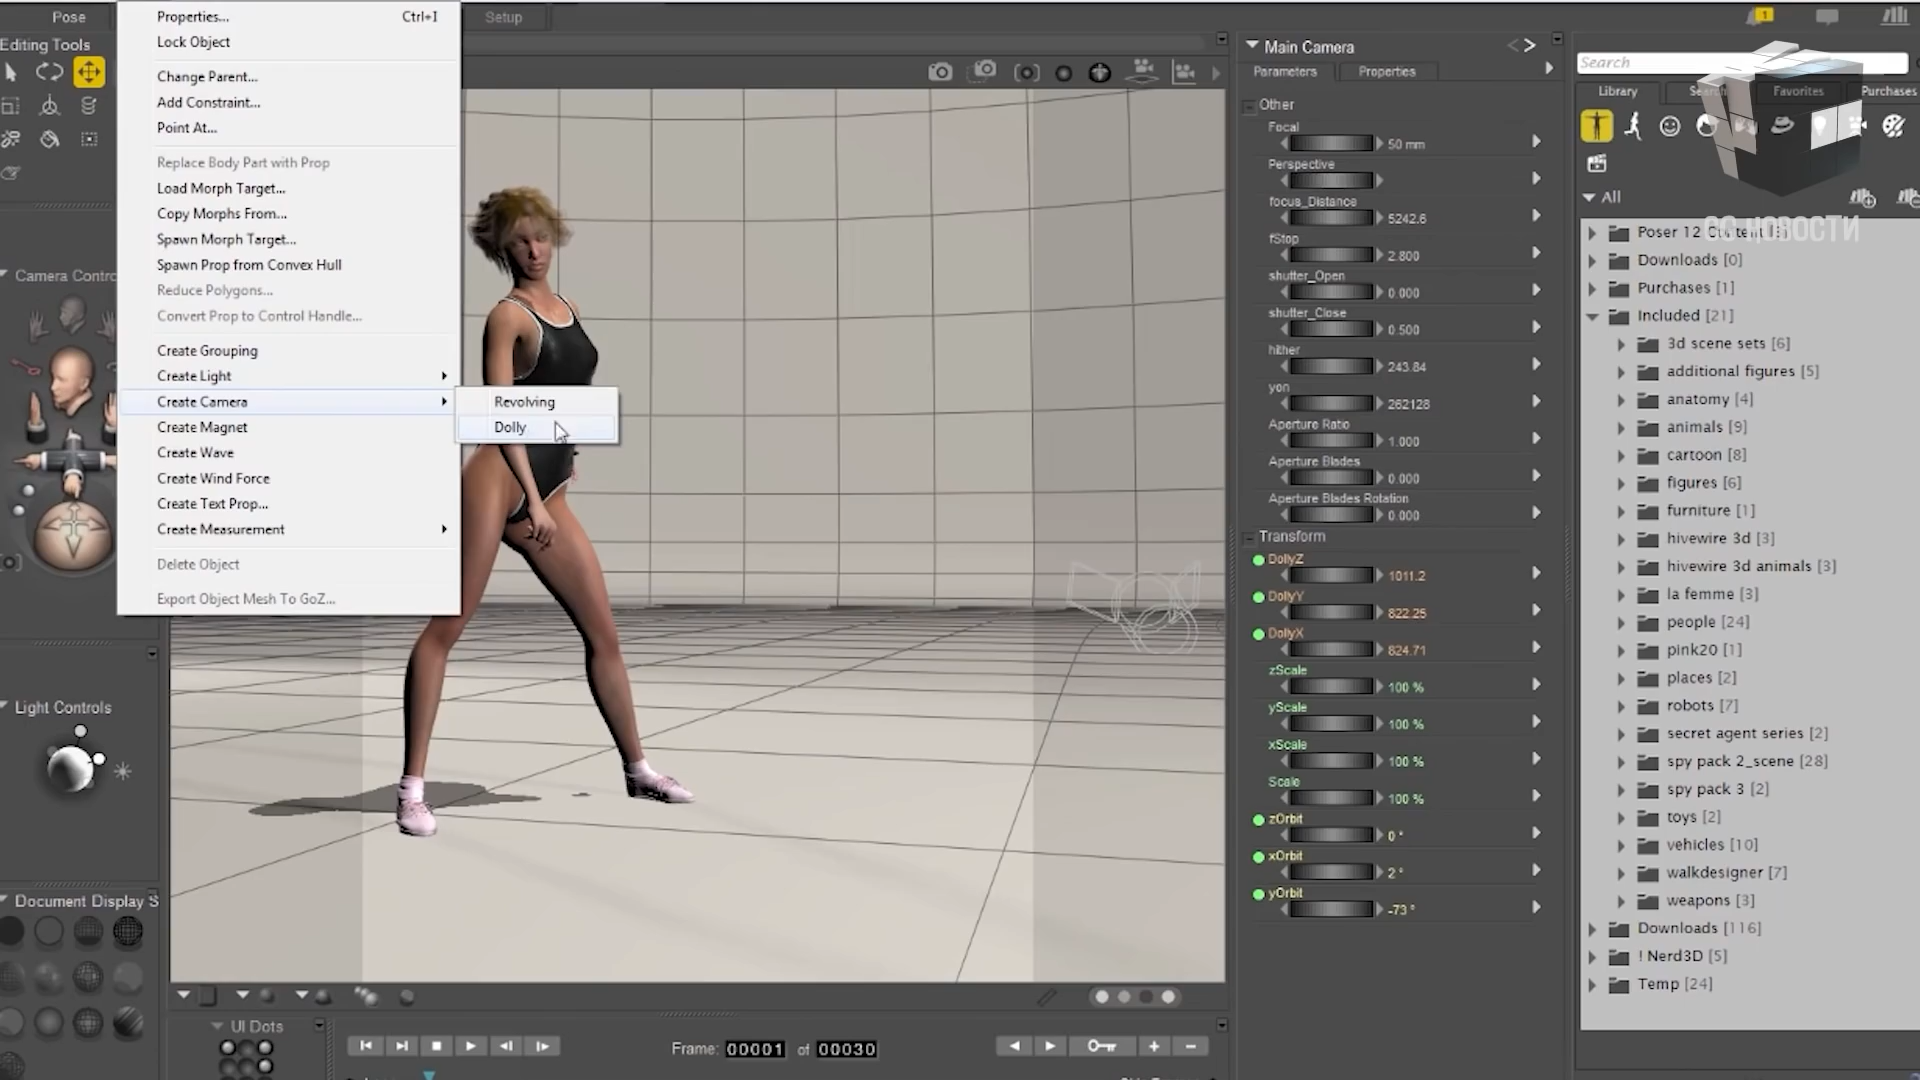 Pose
Setup
Editing Tools
Properties... Ctrl+I
Lock Object
Change Parent...
Add Constraint...
Point At...
Replace Body Part with Prop
Load Morph Target...
Copy Morphs From...
Spawn Morph Target...
Spawn Prop from Convex Hull
Reduce Polygons...
Convert Prop to Control Handle...
Create Grouping
Create Light
Create Camera
Create Magnet
Create Wave
Create Wind Force
Create Text Prop...
Create Measurement
Delete Object
Export Object Mesh To GoZ...
Revolving
Dolly
Camera Contro
Light Controls
Document Display S
UI Dots
Frame: 00001 of 00030
Main Camera
Parameters Properties
Other
Focal
50 mm
Perspective
focus_Distance
5242.6
fStop
2.800
shutter_Open
0.000
shutter_Close
0.500
hither
243.84
yon
262128
Aperture Ratio
1.000
Aperture Blades
0.000
Aperture Blades Rotation
0.000
Transform
DollyZ
1011.2
DollyY
822.25
DollyX
824.71
zScale
100 %
yScale
100 %
xScale
100 %
Scale
100 %
zOrbit
0 °
xOrbit
2 °
yOrbit
-73 °
1
Search
Library Search Favorites Purchases
All
CG НОВОСТИ
Poser 12 Content
Downloads [0]
Purchases [1]
Included [21]
3d scene sets [6]
additional figures [5]
anatomy [4]
animals [9]
cartoon [8]
figures [6]
furniture [1]
hivewire 3d [3]
hivewire 3d animals [3]
la femme [3]
people [24]
pink20 [1]
places [2]
robots [7]
secret agent series [2]
spy pack 2_scene [28]
spy pack 3 [2]
toys [2]
vehicles [10]
walkdesigner [7]
weapons [3]
Downloads [116]
! Nerd3D [5]
Temp [24]